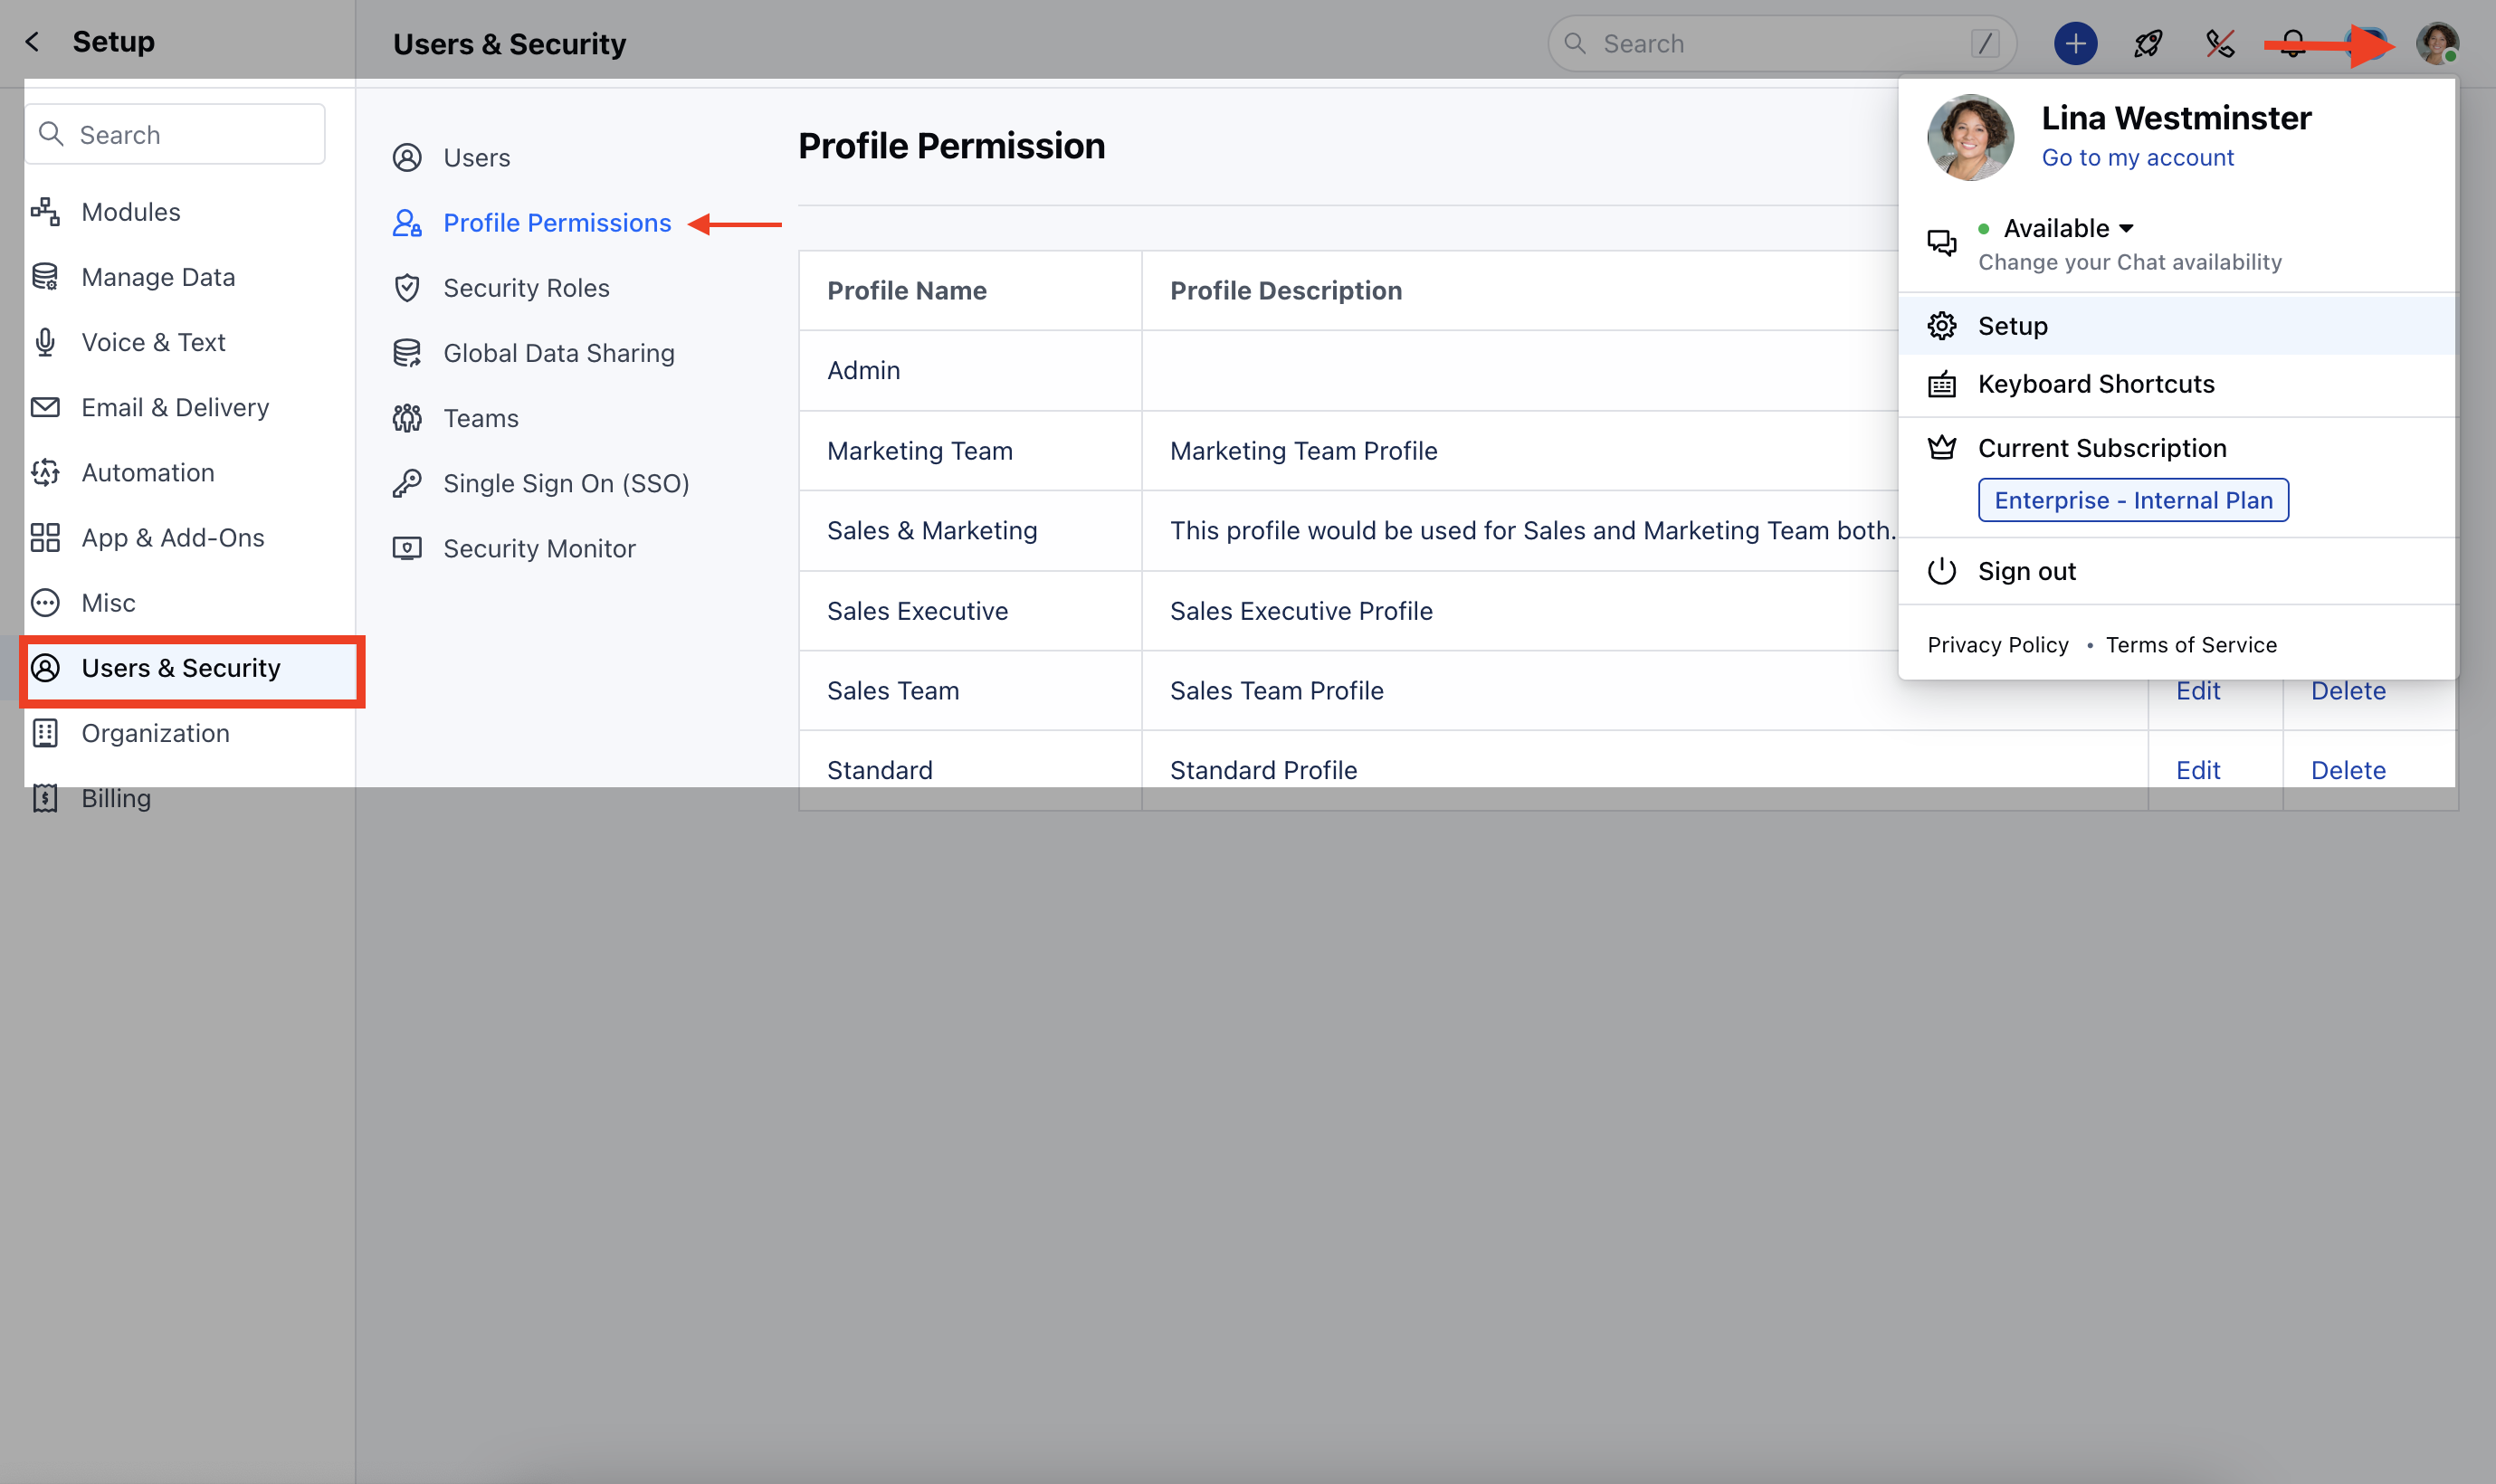 Setup
Users & Security
Search /
Search
Modules
Manage Data
Voice & Text
Email & Delivery
Automation
App & Add-Ons
Misc
Users & Security
Organization
Billing
Users
Profile Permissions
Security Roles
Global Data Sharing
Teams
Single Sign On (SSO)
Security Monitor
Profile Permission
Profile Name Profile Description
Admin
Marketing Team Marketing Team Profile
Sales & Marketing This profile would be used for Sales and Marketing Team both.
Sales Executive Sales Executive Profile
Sales Team Sales Team Profile Edit Delete
Standard Standard Profile Edit Delete
Lina Westminster
Go to my account
Available
Change your Chat availability
Setup
Keyboard Shortcuts
Current Subscription
Enterprise - Internal Plan
Sign out
Privacy Policy • Terms of Service